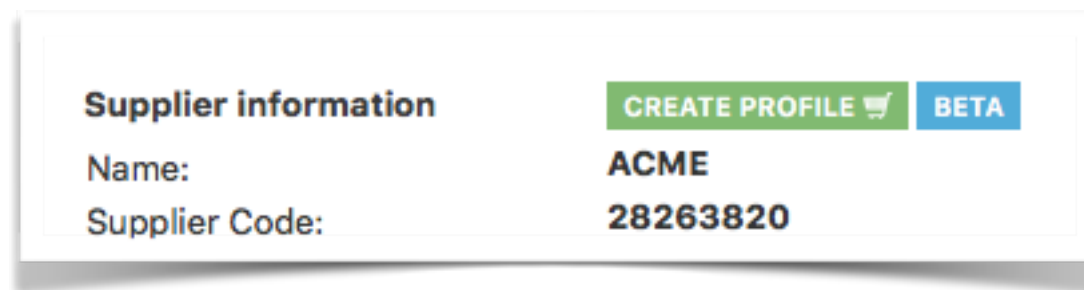 Supplier information CREATE PROFILE BETA
Name: ACME
Supplier Code: 28263820